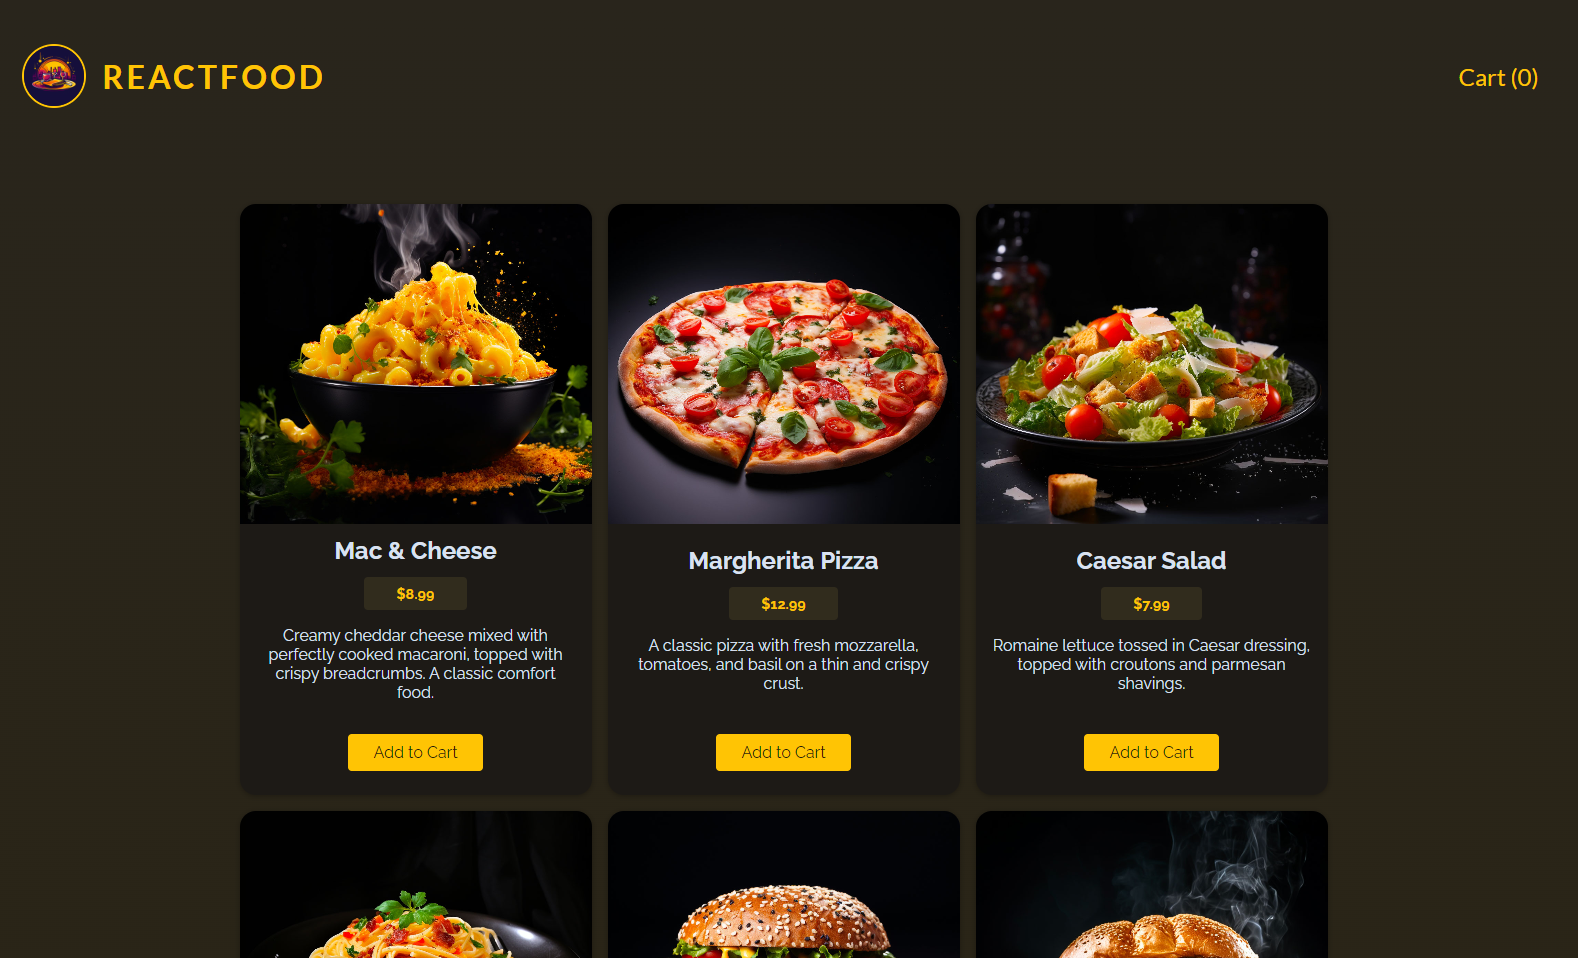 REACTFOOD
Cart (0)
Mac & Cheese
$8.99
Creamy cheddar cheese mixed with
perfectly cooked macaroni, topped with
crispy breadcrumbs. A classic comfort
food.
Add to Cart
Margherita Pizza
$12.99
A classic pizza with fresh mozzarella,
tomatoes, and basil on a thin and crispy
crust.
Add to Cart
Caesar Salad
$7.99
Romaine lettuce tossed in Caesar dressing,
topped with croutons and parmesan
shavings.
Add to Cart